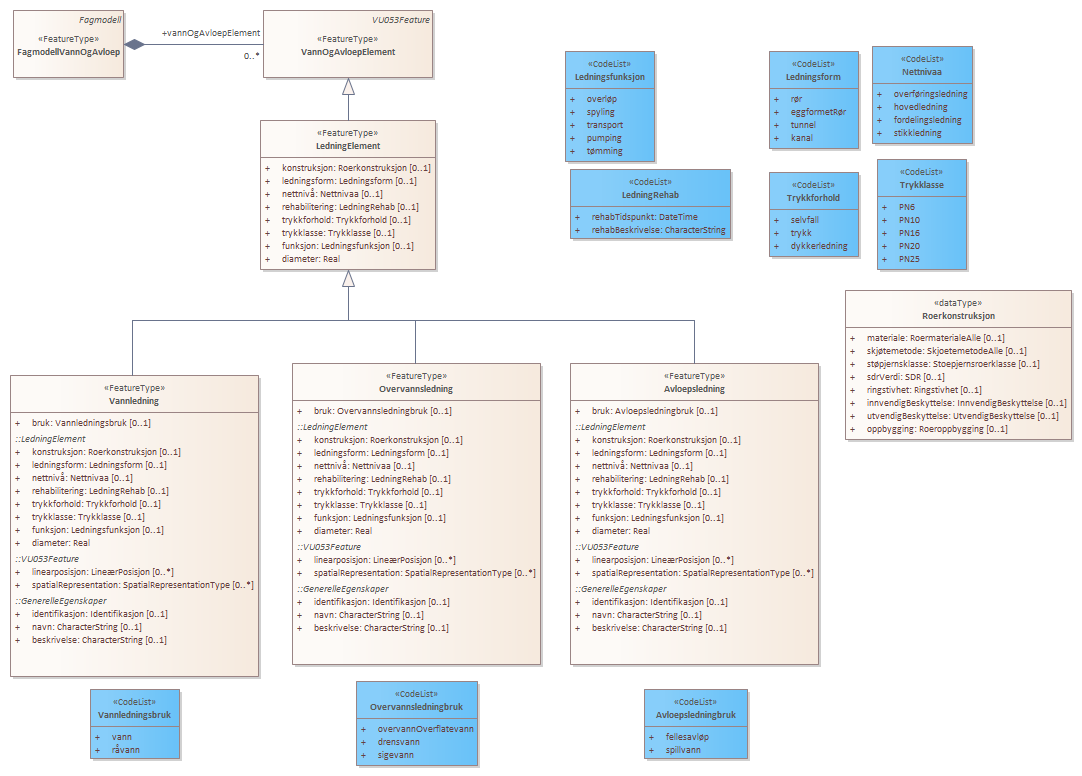 Fagmodell
«FeatureType»
FagmodellVannOgAvloep
+vannOgAvloepElement
0..*
VU053Feature
«FeatureType»
VannOgAvloepElement
«FeatureType»
LedningElement
+ konstruksjon: Roerkonstruksjon [0..1]
+ ledningsform: Ledningsform [0..1]
+ nettnivå: Nettnivaa [0..1]
+ rehabilitering: LedningRehab [0..1]
+ trykkforhold: Trykkforhold [0..1]
+ trykklasse: Trykklasse [0..1]
+ funksjon: Ledningsfunksjon [0..1]
+ diameter: Real
«CodeList»
Ledningsfunksjon
+ overløp
+ spyling
+ transport
+ pumping
+ tømming
«CodeList»
Ledningsform
+ rør
+ eggformetRør
+ tunnel
+ kanal
«CodeList»
Nettnivaa
+ overføringsledning
+ hovedledning
+ fordelingsledning
+ stikkledning
«CodeList»
LedningRehab
+ rehabTidspunkt: DateTime
+ rehabBeskrivelse: CharacterString
«CodeList»
Trykkforhold
+ selvfall
+ trykk
+ dykkerledning
«CodeList»
Trykklasse
+ PN6
+ PN10
+ PN16
+ PN20
+ PN25
«dataType»
Roerkonstruksjon
+ materiale: RoermaterialeAlle [0..1]
+ skjøtemetode: SkjoetemetodeAlle [0..1]
+ støpjernsklasse: Stoepjernsroerklasse [0..1]
+ sdrVerdi: SDR [0..1]
+ ringstivhet: Ringstivhet [0..1]
+ innvendigBeskyttelse: InnvendigBeskyttelse [0..1]
+ utvendigBeskyttelse: UtvendigBeskyttelse [0..1]
+ oppbygging: Roeroppbygging [0..1]
«FeatureType»
Vannledning
+ bruk: Vannledningsbruk [0..1]
::LedningElement
+ konstruksjon: Roerkonstruksjon [0..1]
+ ledningsform: Ledningsform [0..1]
+ nettnivå: Nettnivaa [0..1]
+ rehabilitering: LedningRehab [0..1]
+ trykkforhold: Trykkforhold [0..1]
+ trykklasse: Trykklasse [0..1]
+ funksjon: Ledningsfunksjon [0..1]
+ diameter: Real
::VU053Feature
+ linearposisjon: LineærPosisjon [0..*]
+ spatialRepresentation: SpatialRepresentationType [0..*]
::GenerelleEgenskaper
+ identifikasjon: Identifikasjon [0..1]
+ navn: CharacterString [0..1]
+ beskrivelse: CharacterString [0..1]
«FeatureType»
Overvannsledning
+ bruk: Overvannsledningbruk [0..1]
::LedningElement
+ konstruksjon: Roerkonstruksjon [0..1]
+ ledningsform: Ledningsform [0..1]
+ nettnivå: Nettnivaa [0..1]
+ rehabilitering: LedningRehab [0..1]
+ trykkforhold: Trykkforhold [0..1]
+ trykklasse: Trykklasse [0..1]
+ funksjon: Ledningsfunksjon [0..1]
+ diameter: Real
::VU053Feature
+ linearposisjon: LineærPosisjon [0..*]
+ spatialRepresentation: SpatialRepresentationType [0..*]
::GenerelleEgenskaper
+ identifikasjon: Identifikasjon [0..1]
+ navn: CharacterString [0..1]
+ beskrivelse: CharacterString [0..1]
«FeatureType»
Avloepsledning
+ bruk: Avloepsledningbruk [0..1]
::LedningElement
+ konstruksjon: Roerkonstruksjon [0..1]
+ ledningsform: Ledningsform [0..1]
+ nettnivå: Nettnivaa [0..1]
+ rehabilitering: LedningRehab [0..1]
+ trykkforhold: Trykkforhold [0..1]
+ trykklasse: Trykklasse [0..1]
+ funksjon: Ledningsfunksjon [0..1]
+ diameter: Real
::VU053Feature
+ linearposisjon: LineærPosisjon [0..*]
+ spatialRepresentation: SpatialRepresentationType [0..*]
::GenerelleEgenskaper
+ identifikasjon: Identifikasjon [0..1]
+ navn: CharacterString [0..1]
+ beskrivelse: CharacterString [0..1]
«CodeList»
Vannledningsbruk
+ vann
+ råvann
«CodeList»
Overvannsledningbruk
+ overvannOverflatevann
+ drensvann
+ sigevann
«CodeList»
Avloepsledningbruk
+ fellesavløp
+ spillvann